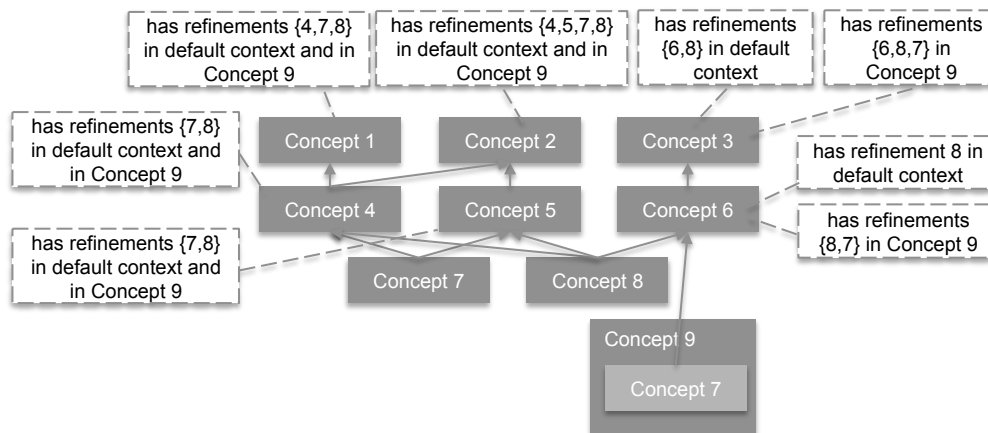 has refinements {4,7,8}
in default context and in
Concept 9
has refinements {4,5,7,8}
in default context and in
Concept 9
has refinements
{6,8} in default
context
has refinements
{6,8,7} in
Concept 9
has refinements {7,8}
in default context and
in Concept 9
Concept 1
Concept 2
Concept 3
has refinement 8 in
default context
Concept 4
Concept 5
Concept 6
has refinements
{8,7} in Concept 9
has refinements {7,8}
in default context and
in Concept 9
Concept 7
Concept 8
Concept 9
Concept 7